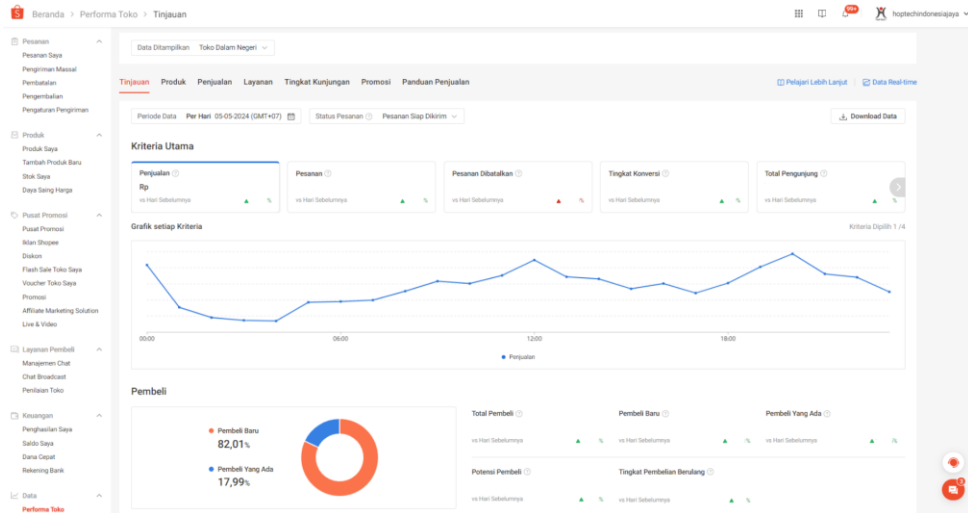 Beranda > Performa Toko > Tinjauan
99+
hoptechindonesiajaya
Pesanan
Pesanan Saya
Pengiriman Massal
Pembatalan
Pengembalian
Pengaturan Pengiriman
Produk
Produk Saya
Tambah Produk Baru
Stok Saya
Daya Saing Harga
Pusat Promosi
Pusat Promosi
Iklan Shopee
Diskon
Flash Sale Toko Saya
Voucher Toko Saya
Promosi
Affiliate Marketing Solution
Live & Video
Layanan Pembeli
Manajemen Chat
Chat Broadcast
Penilaian Toko
Keuangan
Penghasilan Saya
Saldo Saya
Dana Cepat
Rekening Bank
Data
Performa Toko
Data Ditampilkan Toko Dalam Negeri
Tinjauan Produk Penjualan Layanan Tingkat Kunjungan Promosi Panduan Penjualan
Pelajari Lebih Lanjut Data Real-time
Periode Data Per Hari 05-05-2024 (GMT+07) Status Pesanan Pesanan Siap Dikirim Download Data
Kriteria Utama
Penjualan Pesanan Pesanan Dibatalkan Tingkat Konversi Total Pengunjung
Rp
vs Hari Sebelumnya % vs Hari Sebelumnya % vs Hari Sebelumnya % vs Hari Sebelumnya % vs Hari Sebelumnya %
Grafik setiap Kriteria Kriteria Dipilih 1 /4
00:00 06:00 12:00 18:00
Penjualan
Pembeli
Pembeli Baru
82,01%
Pembeli Yang Ada
17,99%
Total Pembeli Pembeli Baru Pembeli Yang Ada
vs Hari Sebelumnya % vs Hari Sebelumnya % vs Hari Sebelumnya %
Potensi Pembeli Tingkat Pembelian Berulang
vs Hari Sebelumnya % vs Hari Sebelumnya %